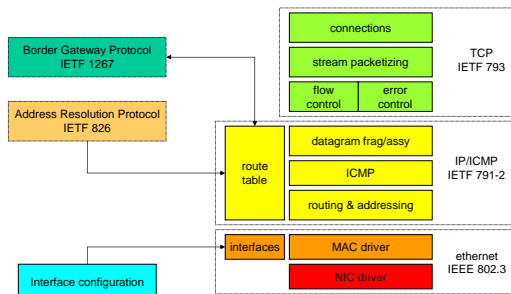 connections
Border Gateway Protocol
IETF 1267
stream packetizing
TCP
IETF 793
flow
control
error
control
Address Resolution Protocol
IETF 826
route
table
datagram frag/assy
ICMP
routing & addressing
IP/ICMP
IETF 791-2
interfaces
MAC driver
ethernet
IEEE 802.3
Interface configuration
NIC driver